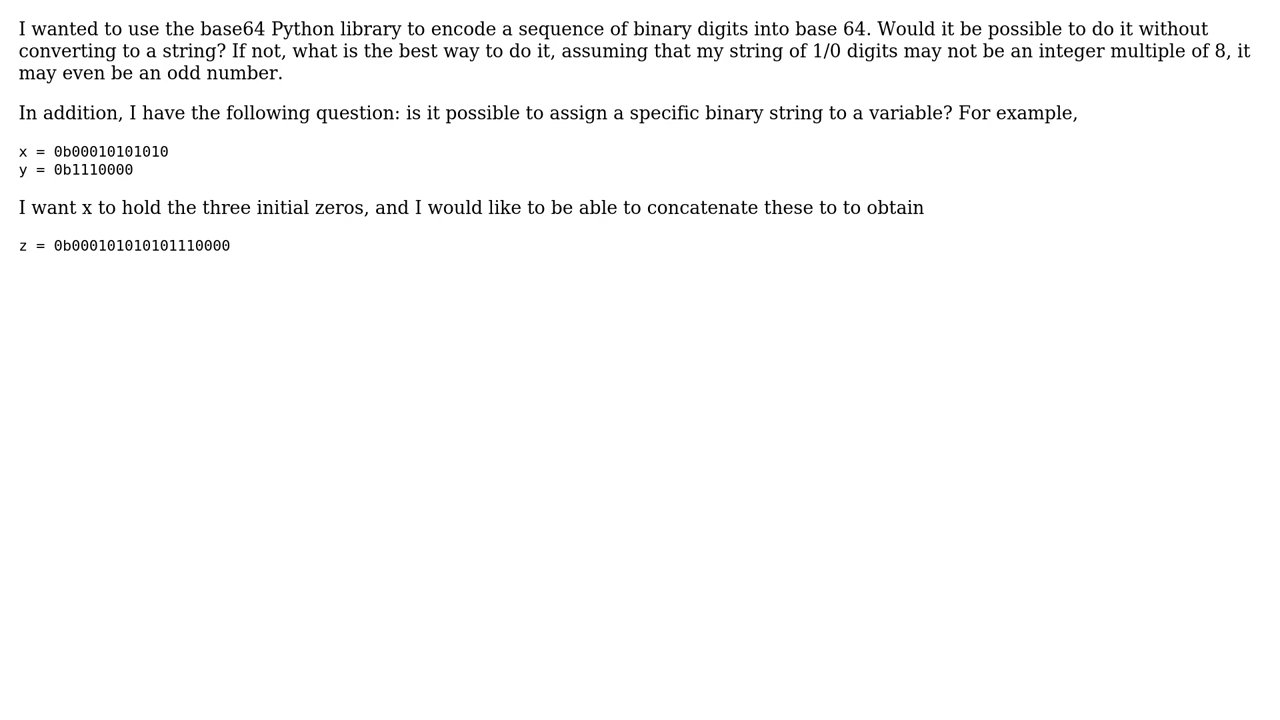 I wanted to use the base64 Python library to encode a sequence of binary digits into base 64. Would it be possible to do it without
converting to a string? If not, what is the best way to do it, assuming that my string of 1/0 digits may not be an integer multiple of 8, it
may even be an odd number.
In addition, I have the following question: is it possible to assign a specific binary string to a variable? For example,
x = 0b00010101010
y = 0b1110000
I want x to hold the three initial zeros, and I would like to be able to concatenate these to to obtain
z = 0b000101010101110000